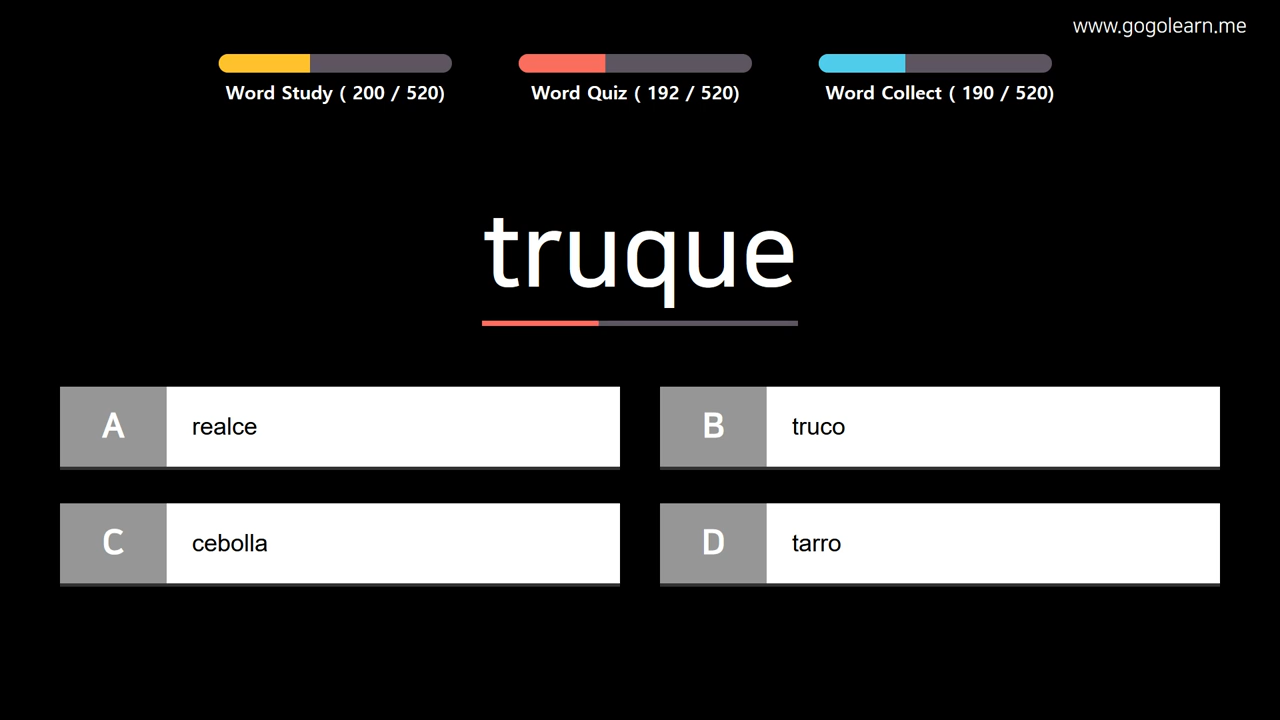 www.gogolearn.me
Word Study ( 200 / 520)
Word Quiz ( 192 / 520)
Word Collect ( 190 / 520)
truque
A realce
B truco
C cebolla
D tarro